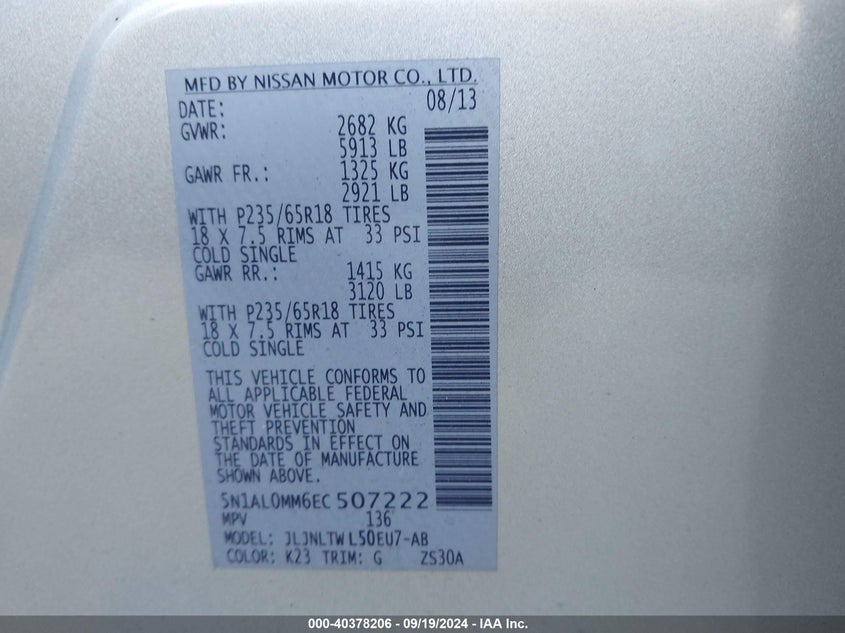 MFD BY NISSAN MOTOR CO., LTD.
DATE: 08/13
GVWR: 2682 KG
5913 LB
GAWR FR.: 1325 KG
2921 LB
WITH P235/65R18 TIRES
18 X 7.5 RIMS AT 33 PSI
COLD SINGLE
GAWR RR.: 1415 KG
3120 LB
WITH P235/65R18 TIRES
18 X 7.5 RIMS AT 33 PSI
COLD SINGLE
THIS VEHICLE CONFORMS TO
ALL APPLICABLE FEDERAL
MOTOR VEHICLE SAFETY AND
THEFT PREVENTION
STANDARDS IN EFFECT ON
THE DATE OF MANUFACTURE
SHOWN ABOVE.
5N1AL0MM6EC507222
MPV 136
MODEL: JLJNLTWL50EU7-AB
COLOR: K23 TRIM: G ZS30A
000-40378206 - 09/19/2024 - IAA Inc.